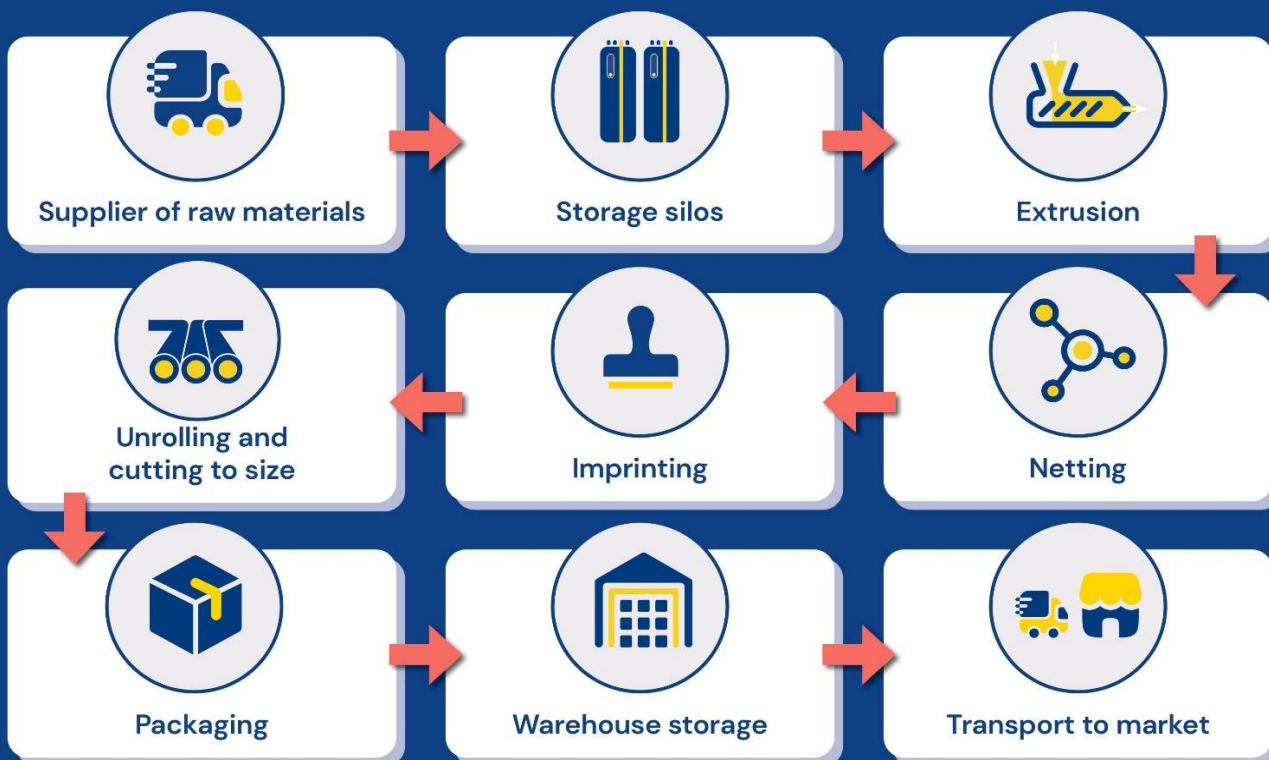 Supplier of raw materials
Storage silos
Extrusion
Netting
Imprinting
Unrolling and
cutting to size
Packaging
Warehouse storage
Transport to market